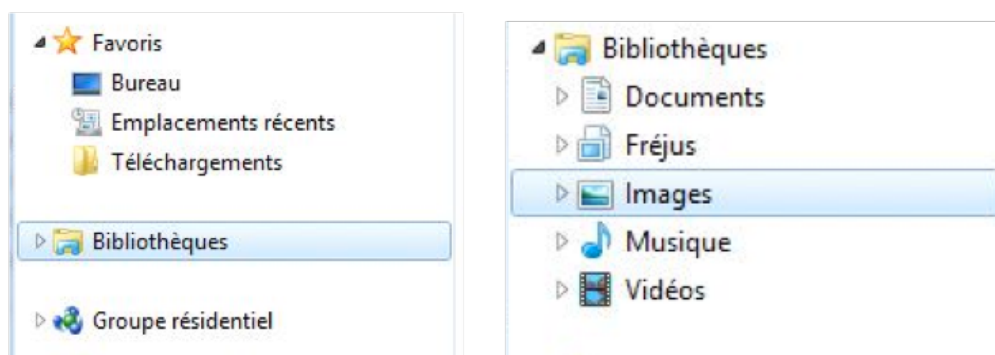 Favoris
Bureau
Emplacements récents
Téléchargements
Bibliothèques
Groupe résidentiel
Bibliothèques
Documents
Fréjus
Images
Musique
Vidéos